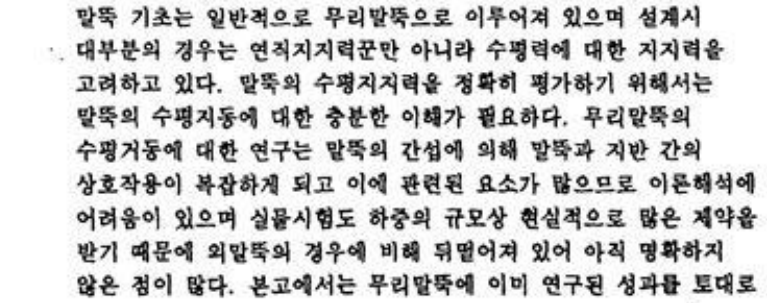 말뚝 기초는 일반적으로 무리말뚝으로 이루어져 있으며 설계시
대부분의 경우는 연직지지력뿐만 아니라 수평력에 대한 지지력을
고려하고 있다. 말뚝의 수평지지력을 정확히 평가하기 위해서는
말뚝의 수평지동에 대한 충분한 이해가 필요하다. 무리말뚝의
수평거동에 대한 연구는 말뚝의 간섭에 의해 말뚝과 지반 간의
상호작용이 복잡하게 되고 이에 관련된 요소가 많으므로 이론해석에
어려움이 있으며 실물시험도 하중의 규모상 현실적으로 많은 제약을
받기 때문에 외말뚝의 경우에 비해 뒤떨어져 있어 아직 명확하지
않은 점이 많다. 본고에서는 무리말뚝에 이미 연구된 성과를 토대로